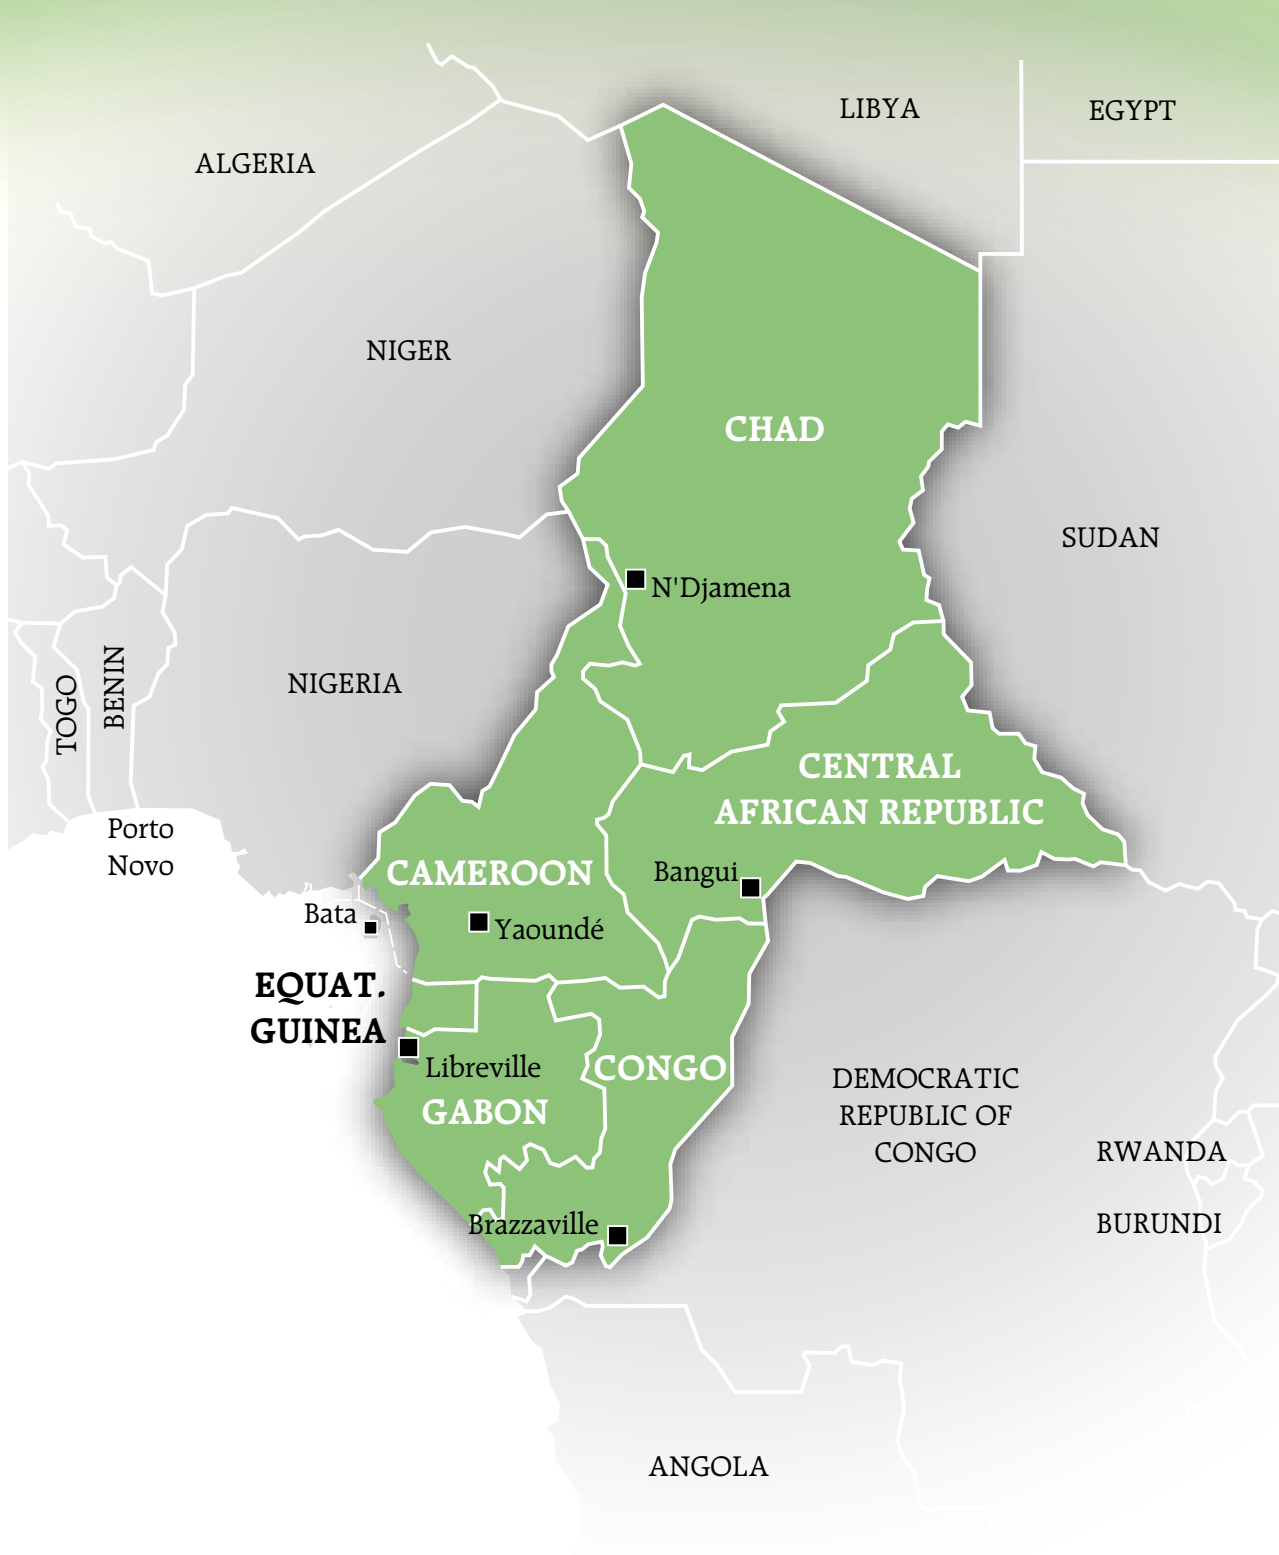 LIBYA
EGYPT
ALGERIA
NIGER
CHAD
SUDAN
N'Djamena
NIGERIA
BENIN
TOGO
CENTRAL
AFRICAN REPUBLIC
Porto
Novo
CAMEROON
Bangui
Bata
Yaoundé
EQUAT.
GUINEA
Libreville
CONGO
GABON
DEMOCRATIC
REPUBLIC OF
CONGO
RWANDA
BURUNDI
Brazzaville
ANGOLA